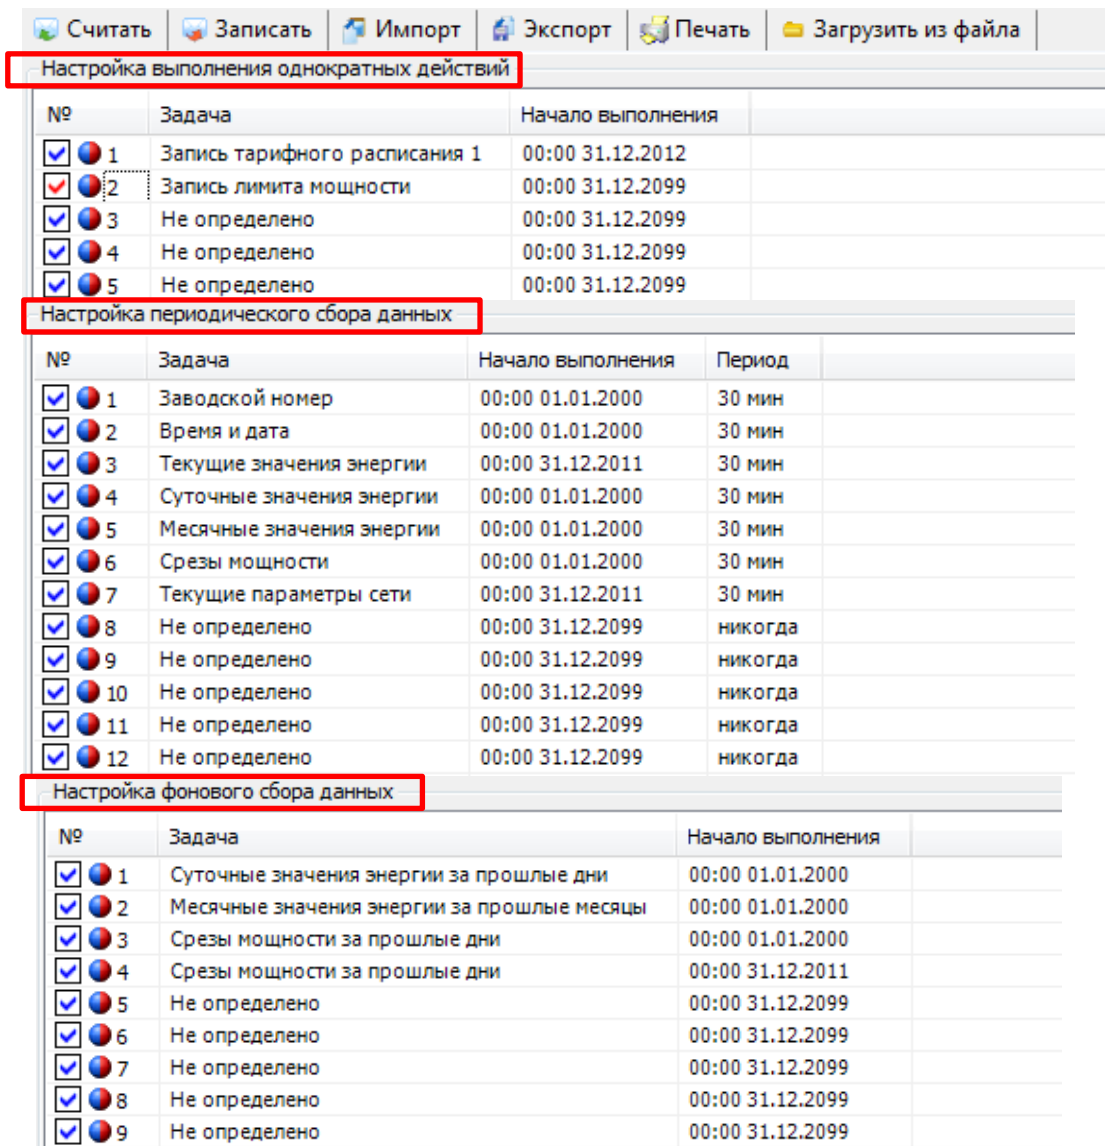 Считать Записать Импорт Экспорт Печать Загрузить из файла
Настройка выполнения однократных действий
№ Задача Начало выполнения
1 Запись тарифного расписания 1 00:00 31.12.2012
2 Запись лимита мощности 00:00 31.12.2099
3 Не определено 00:00 31.12.2099
4 Не определено 00:00 31.12.2099
5 Не определено 00:00 31.12.2099
Настройка периодического сбора данных
№ Задача Начало выполнения Период
1 Заводской номер 00:00 01.01.2000 30 мин
2 Время и дата 00:00 01.01.2000 30 мин
3 Текущие значения энергии 00:00 31.12.2011 30 мин
4 Суточные значения энергии 00:00 01.01.2000 30 мин
5 Месячные значения энергии 00:00 01.01.2000 30 мин
6 Срезы мощности 00:00 01.01.2000 30 мин
7 Текущие параметры сети 00:00 31.12.2011 30 мин
8 Не определено 00:00 31.12.2099 никогда
9 Не определено 00:00 31.12.2099 никогда
10 Не определено 00:00 31.12.2099 никогда
11 Не определено 00:00 31.12.2099 никогда
12 Не определено 00:00 31.12.2099 никогда
Настройка фонового сбора данных
№ Задача Начало выполнения
1 Суточные значения энергии за прошлые дни 00:00 01.01.2000
2 Месячные значения энергии за прошлые месяцы 00:00 01.01.2000
3 Срезы мощности за прошлые дни 00:00 01.01.2000
4 Срезы мощности за прошлые дни 00:00 31.12.2011
5 Не определено 00:00 31.12.2099
6 Не определено 00:00 31.12.2099
7 Не определено 00:00 31.12.2099
8 Не определено 00:00 31.12.2099
9 Не определено 00:00 31.12.2099